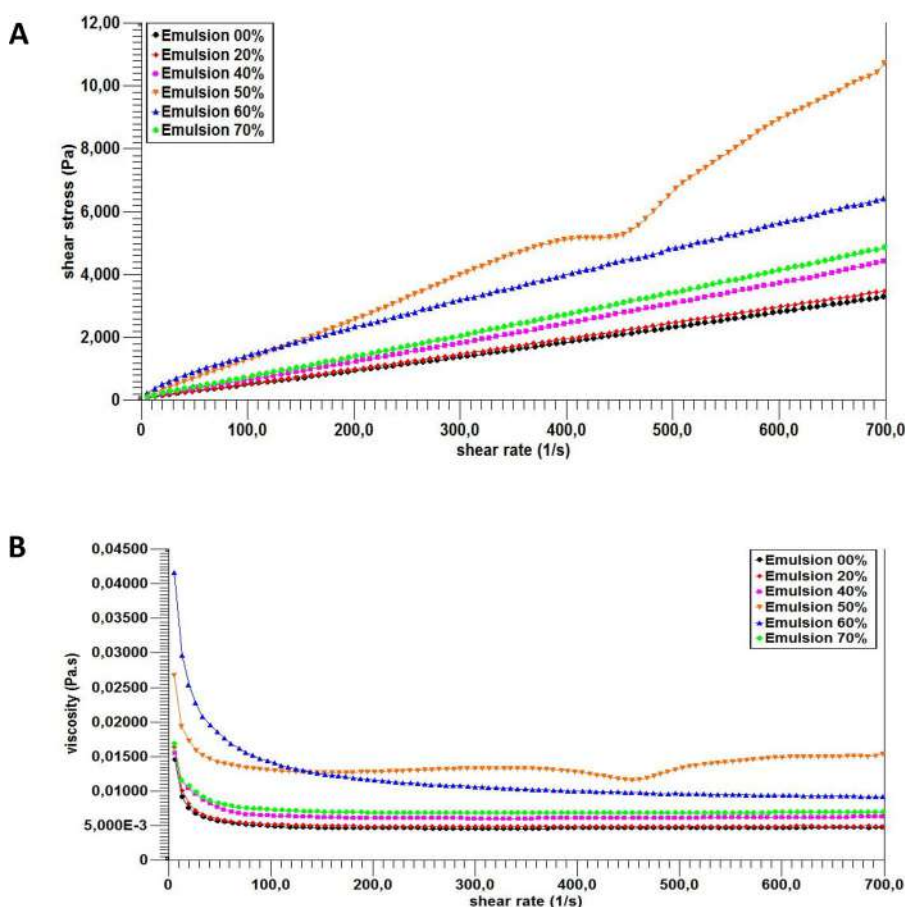 A
12,00
10,00
8,000
6,000
4,000
2,000
0
shear stress (Pa)
Emulsion 00%
Emulsion 20%
Emulsion 40%
Emulsion 50%
Emulsion 60%
Emulsion 70%
0 100,0 200,0 300,0 400,0 500,0 600,0 700,0
shear rate (1/s)
B
0,04500
0,04000
0,03500
0,03000
0,02500
0,02000
0,01500
0,01000
5,000E-3
0
viscosity (Pa.s)
Emulsion 00%
Emulsion 20%
Emulsion 40%
Emulsion 50%
Emulsion 60%
Emulsion 70%
0 100,0 200,0 300,0 400,0 500,0 600,0 700,0
shear rate (1/s)